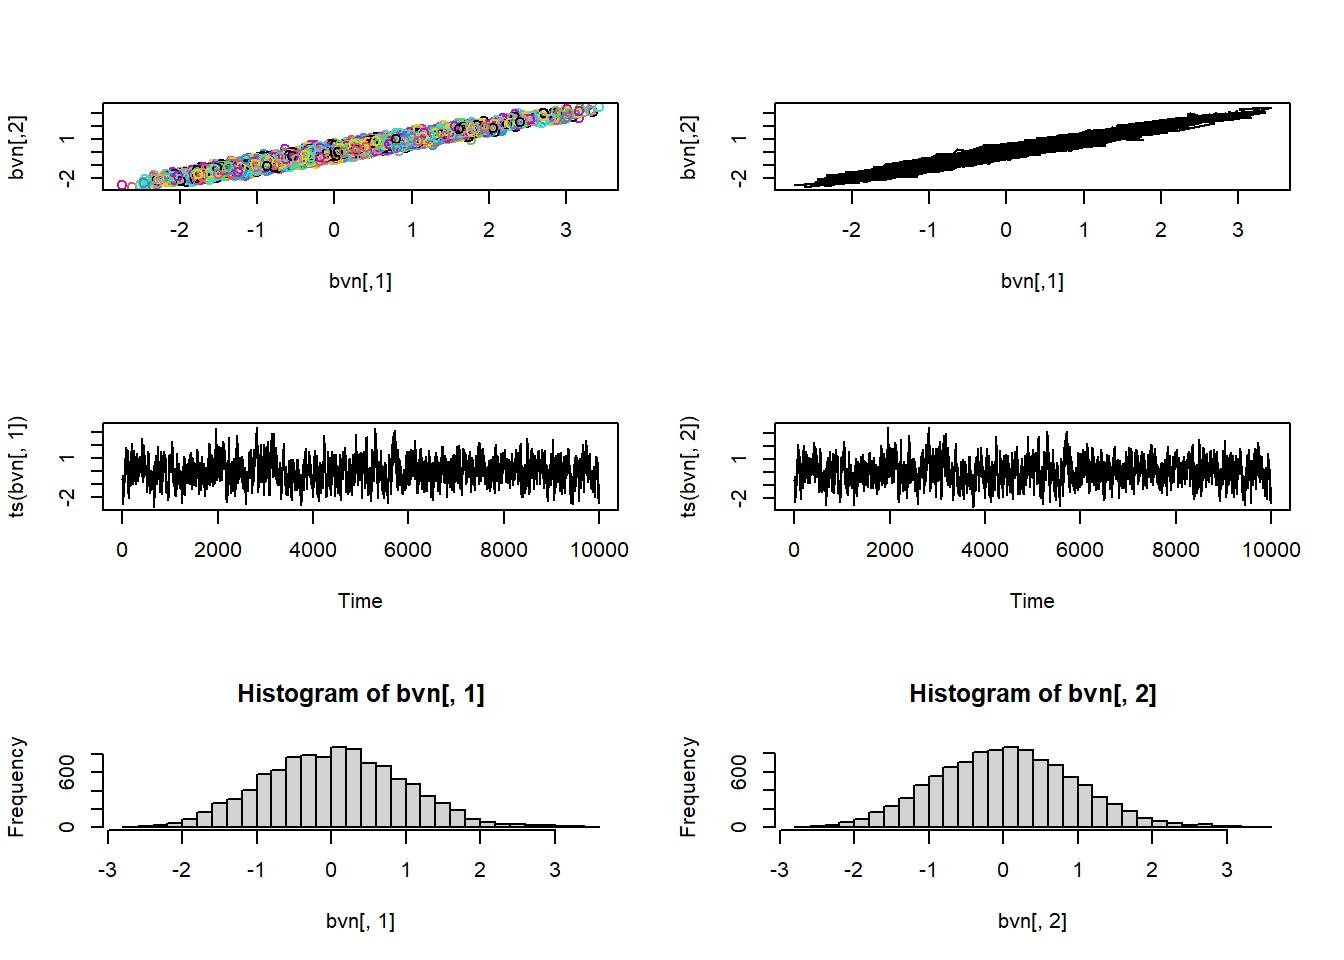 bvn[,2]
1
-2
-2 -1 0 1 2 3
bvn[,1]
bvn[,2]
1
-2
-2 -1 0 1 2 3
bvn[,1]
ts(bvn[, 1])
1
-2
0 2000 4000 6000 8000 10000
Time
ts(bvn[, 2])
1
-2
0 2000 4000 6000 8000 10000
Time
Histogram of bvn[, 1]
Frequency
600
0
-3 -2 -1 0 1 2 3
bvn[, 1]
Histogram of bvn[, 2]
Frequency
600
0
-3 -2 -1 0 1 2 3
bvn[, 2]